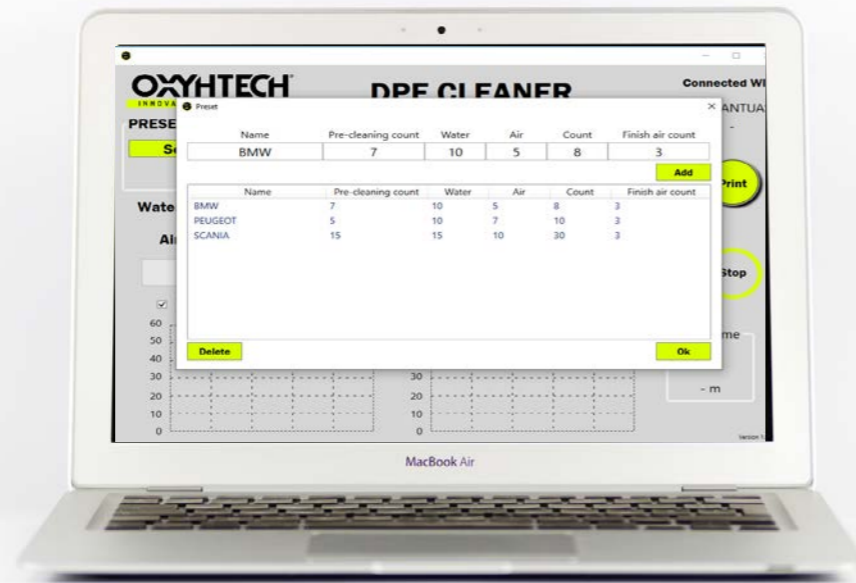 OXYHTECH
DPF CLEANER
Connected WI
INNOVA
ANTUA
PRESE
-
Preset
Name Pre-cleaning count Water Air Count Finish air count
BMW 7 10 5 8 3
Add
Print
Name Pre-cleaning count Water Air Count Finish air count
BMW 7 10 5 8 3
PEUGEOT 5 10 7 10 3
SCANIA 15 15 10 30 3
Wate
Stop
60
50
me
Delete
Ok
40
30 30
20 20
- m
10 10
0 0
MacBook Air